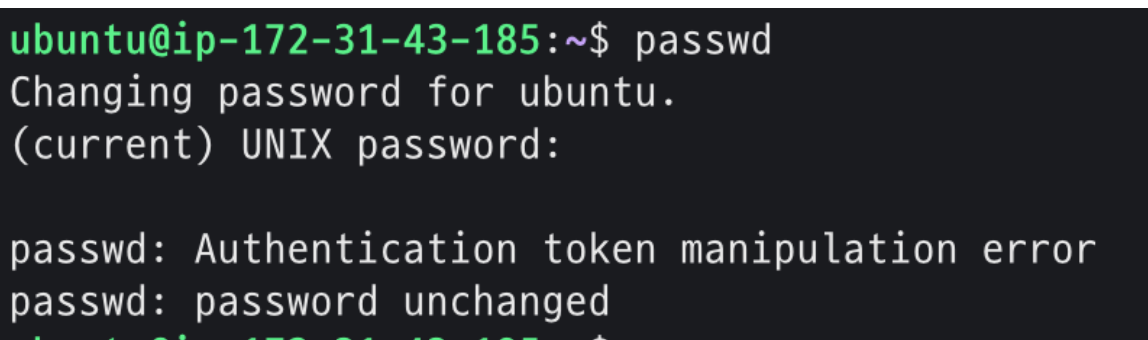 ubuntu@ip-172-31-43-185:~$ passwd
Changing password for ubuntu.
(current) UNIX password:
passwd: Authentication token manipulation error
passwd: password unchanged